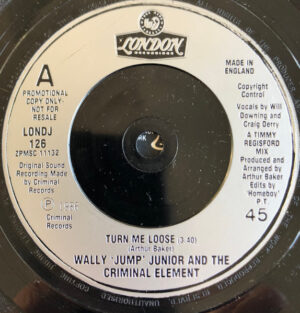 LONDON
RECORDINGS
A
PROMOTIONAL
COPY ONLY-
NOT FOR
RESALE
LONDJ
126
ZPMSC 11132
Original Sound
Recording Made
by Criminal
Records
Ⓟ 1986
Criminal
Records
MADE IN
ENGLAND
Copyright
Control
Vocals by Will
Downing and
Craig Derry
A TIMMY
REGISFORD
MIX
Produced and
Arranged by
Arthur Baker
Edits by
'Homeboy'
P.T
45
TURN ME LOOSE (3.40)
(Arthur Baker)
WALLY 'JUMP' JUNIOR AND THE
CRIMINAL ELEMENT